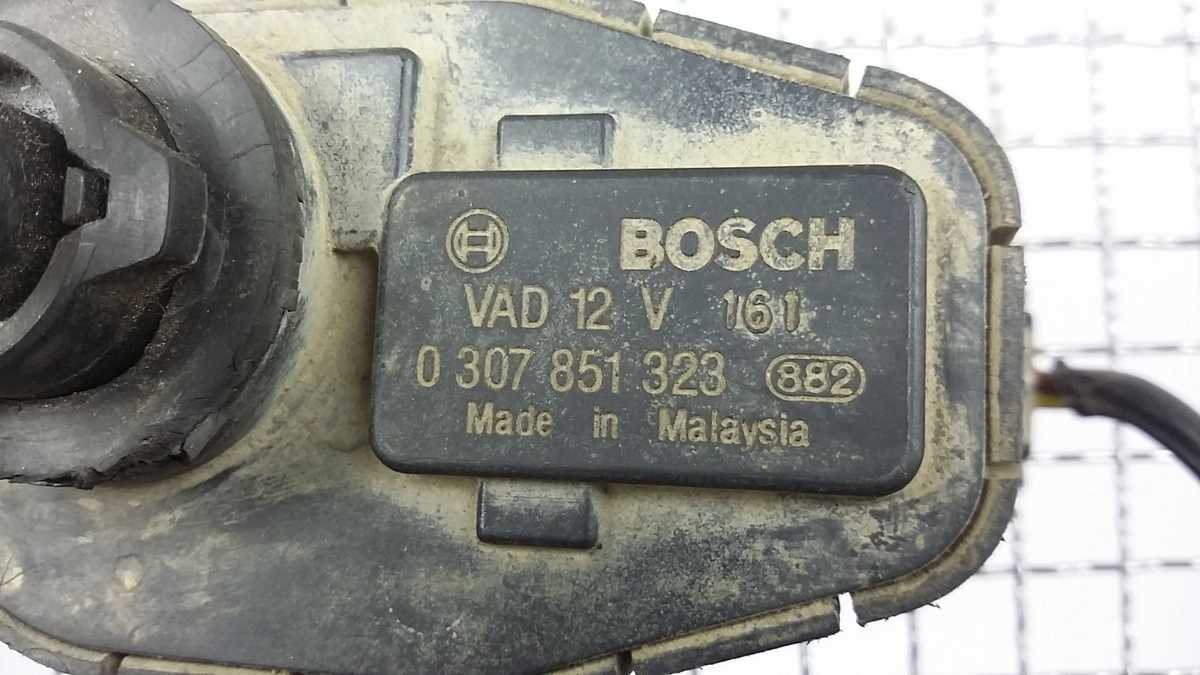 BOSCH
VAD 12 V 161
0 307 851 323 882
Made in Malaysia